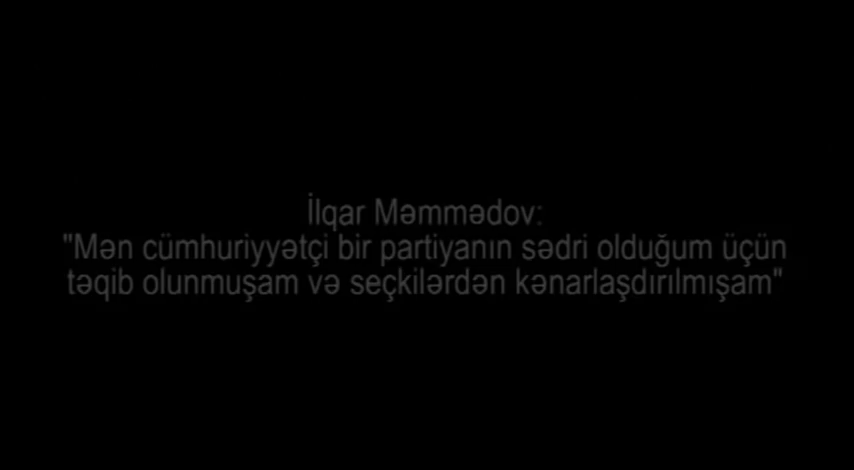 İlqar Məmmədov:
"Mən cümhuriyyətçi bir partiyanın sədri olduğum üçün
təqib olunmuşam və seçkilərdən kənarlaşdırılmışam"